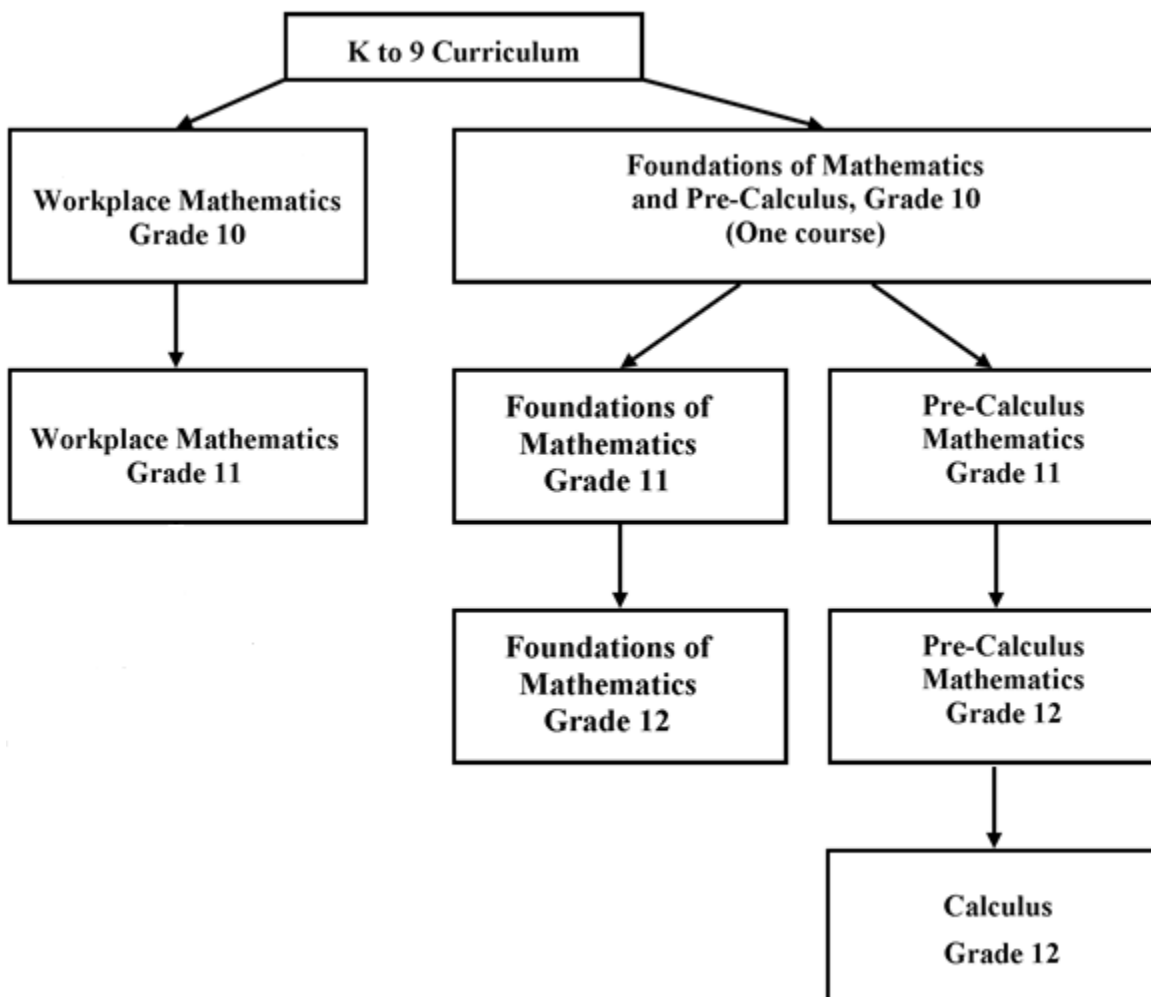 K to 9 Curriculum
Workplace Mathematics
Grade 10
Foundations of Mathematics
and Pre-Calculus, Grade 10
(One course)
Workplace Mathematics
Grade 11
Foundations of
Mathematics
Grade 11
Pre-Calculus
Mathematics
Grade 11
Foundations of
Mathematics
Grade 12
Pre-Calculus
Mathematics
Grade 12
Calculus
Grade 12